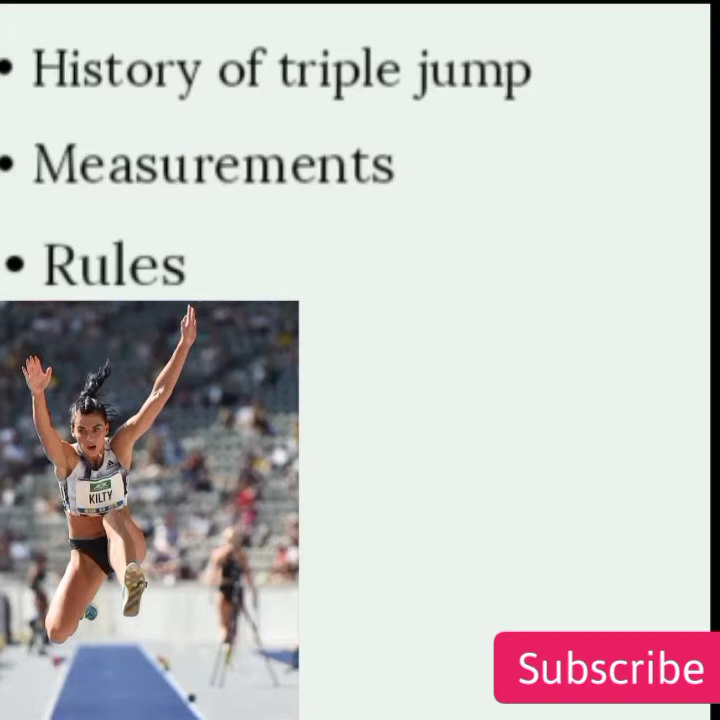 • History of triple jump
• Measurements
• Rules
KILTY
Subscribe